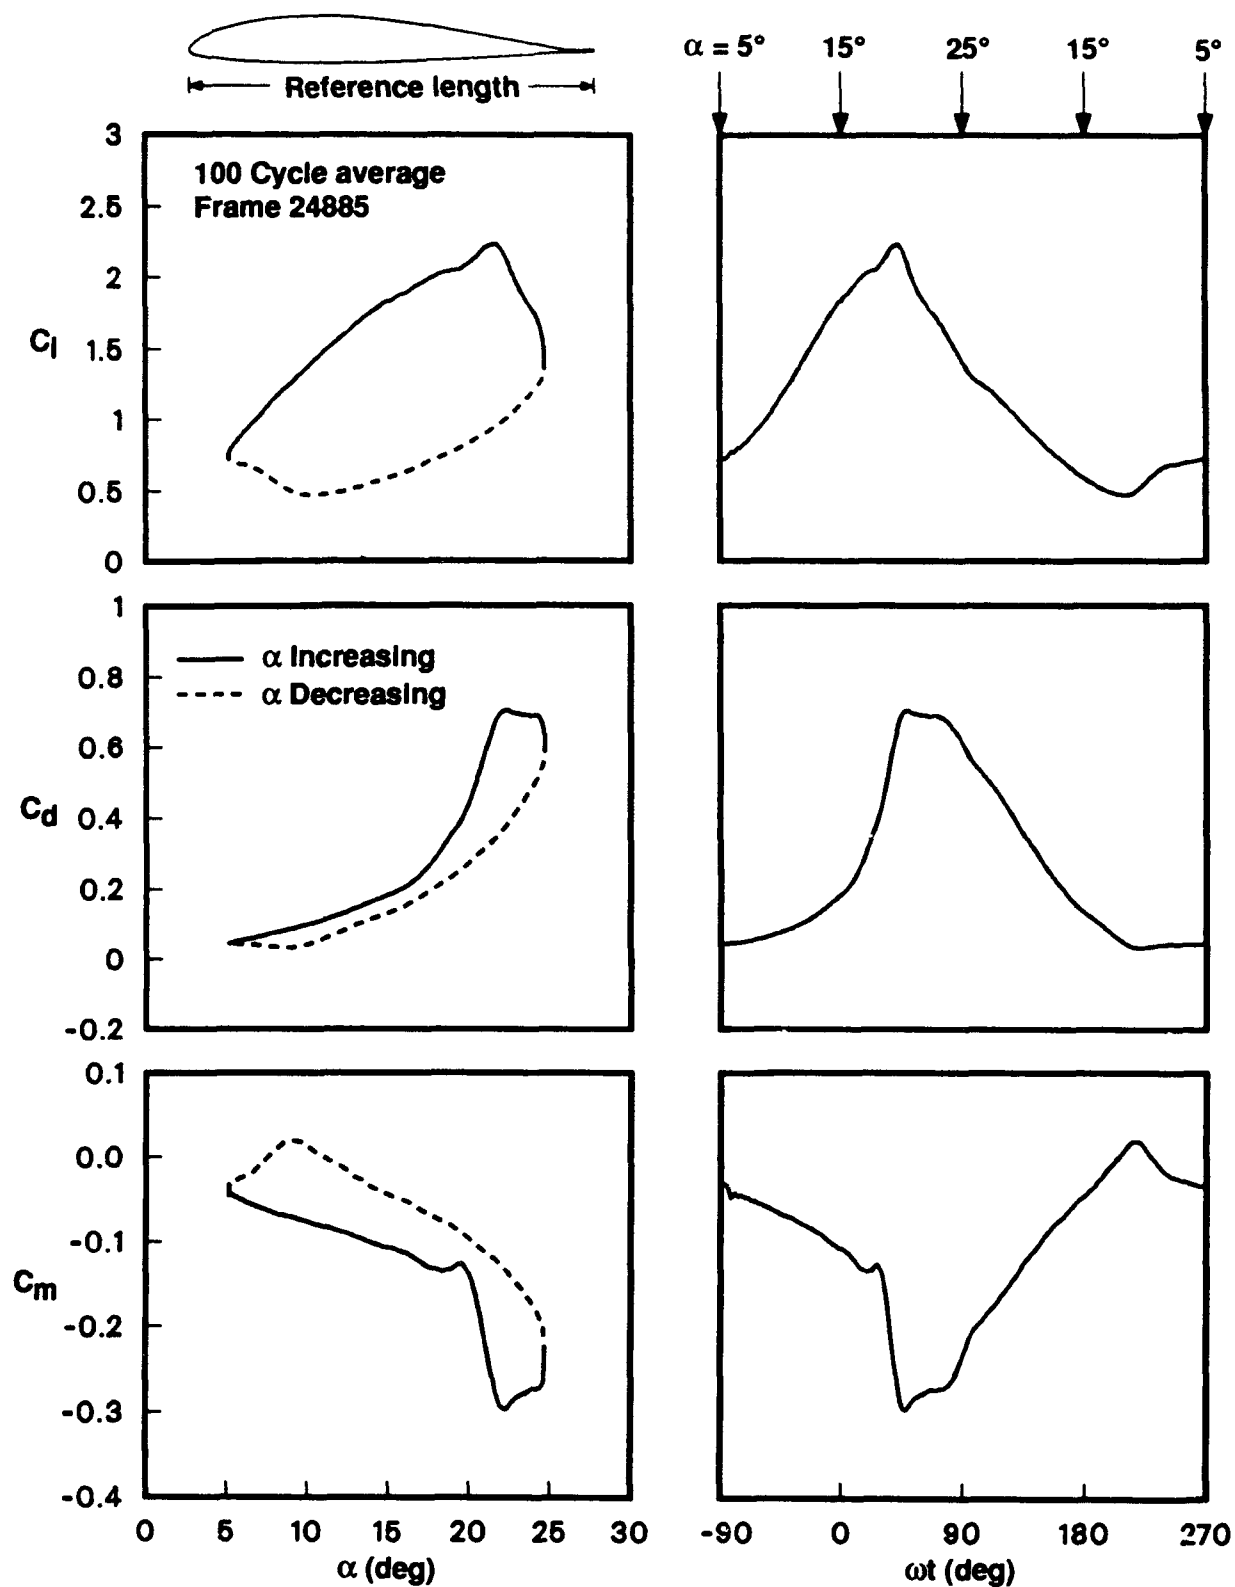 α = 5° 15° 25° 15° 5°
Reference length
3
100 Cycle average
2.5
Frame 24885
2
Cl
1.5
1
0.5
0
1
α Increasing
0.8
α Decreasing
0.6
Cd
0.4
0.2
0
-0.2
0.1
0.0
-0.1
Cm
-0.2
-0.3
-0.4
0 5 10 15 20 25 30
-90 0 90 180 270
α (deg)
ωt (deg)